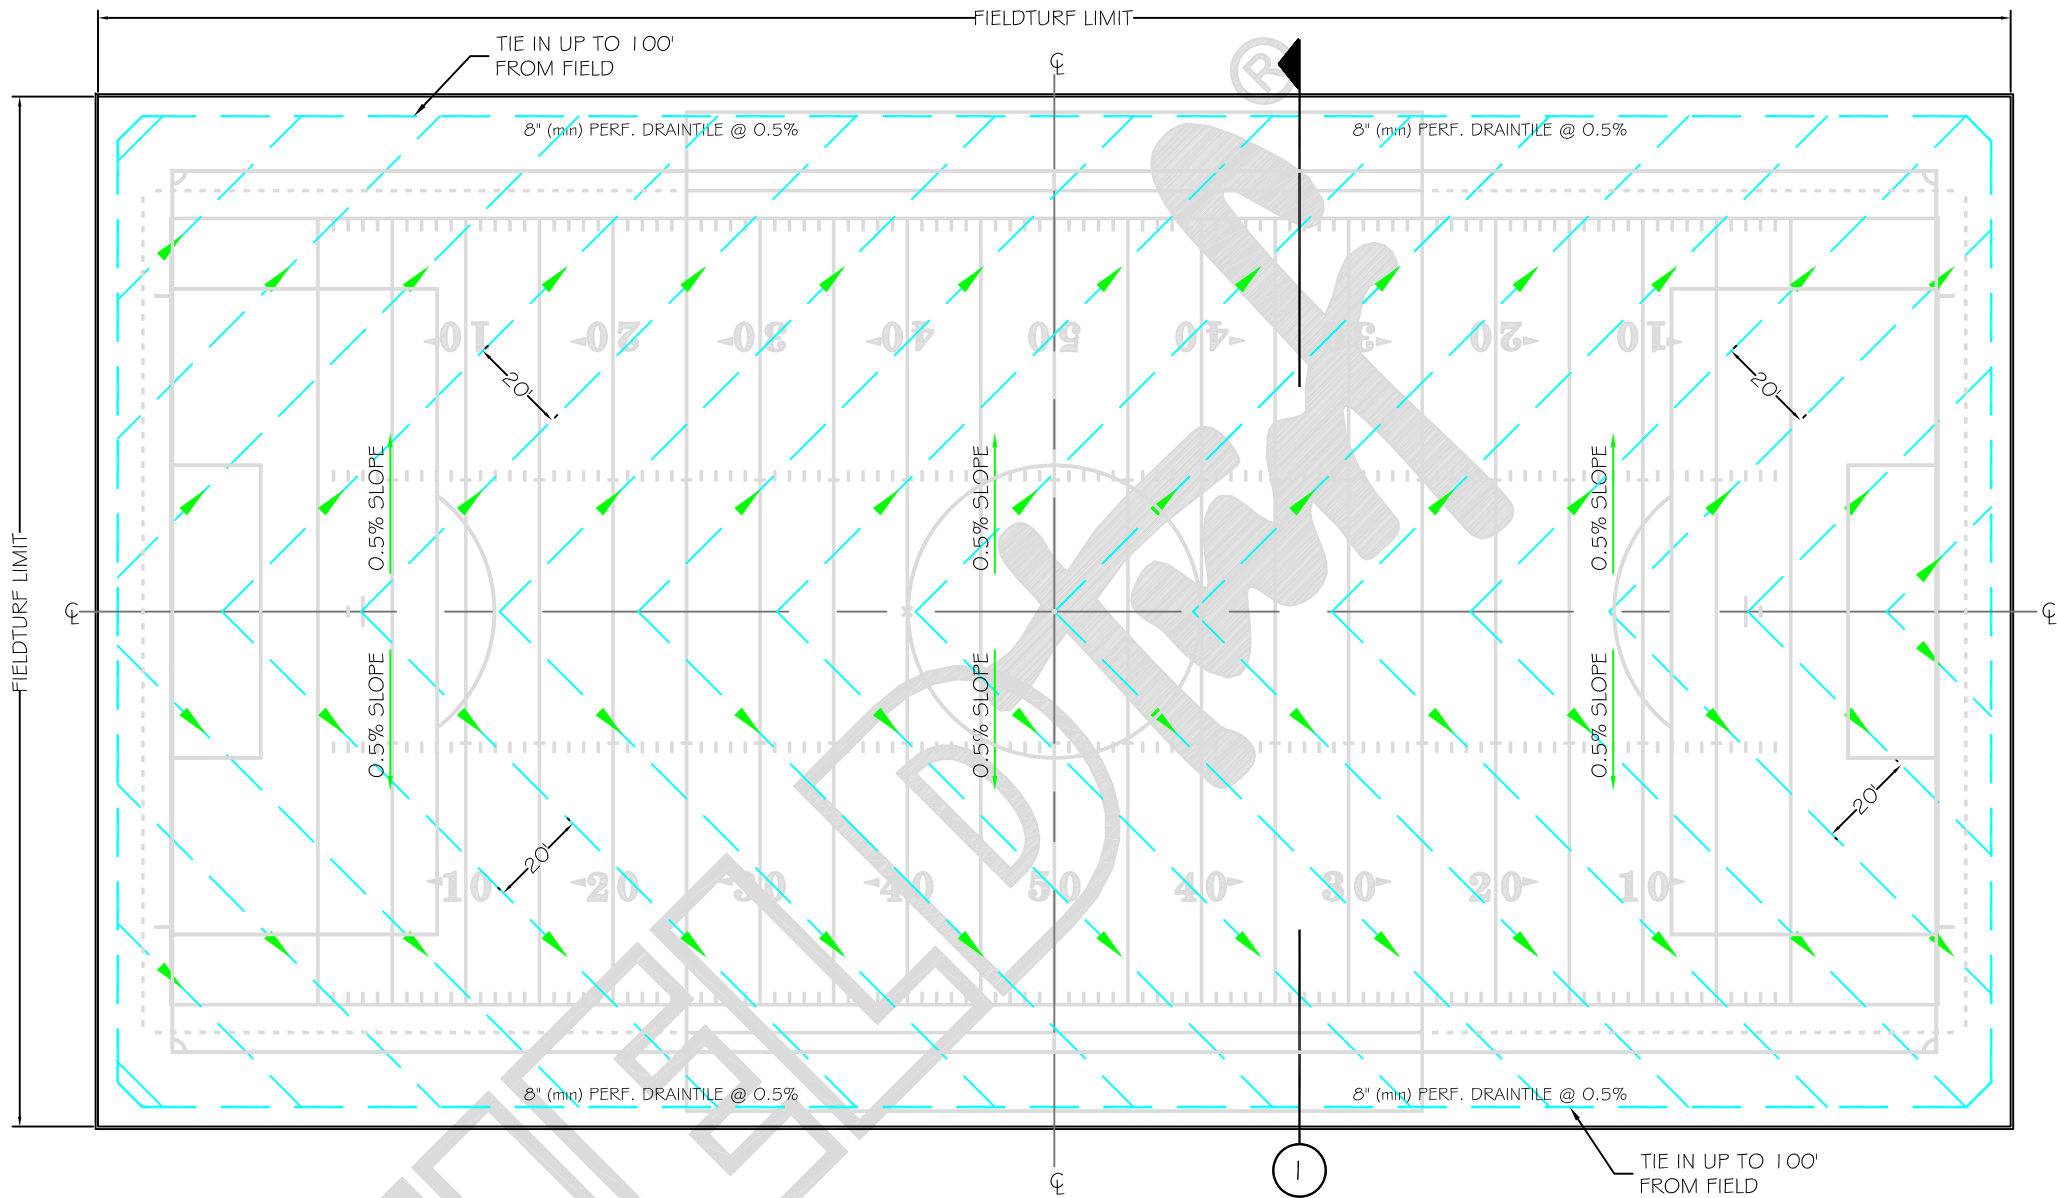 FIELDTURF LIMIT
TIE IN UP TO 100'
FROM FIELD
℄
®
8" (min) PERF. DRAINTILE @ 0.5%
8" (min) PERF. DRAINTILE @ 0.5%
10 20 30 40 50 40 30 20 10
20'
20'
0.5% SLOPE
0.5% SLOPE
0.5% SLOPE
FIELDTURF LIMIT
℄
℄
0.5% SLOPE
0.5% SLOPE
0.5% SLOPE
20'
20'
10 20 30 40 50 40 30 20 10
FIELDTURF
8" (min) PERF. DRAINTILE @ 0.5%
8" (min) PERF. DRAINTILE @ 0.5%
℄
1
TIE IN UP TO 100'
FROM FIELD